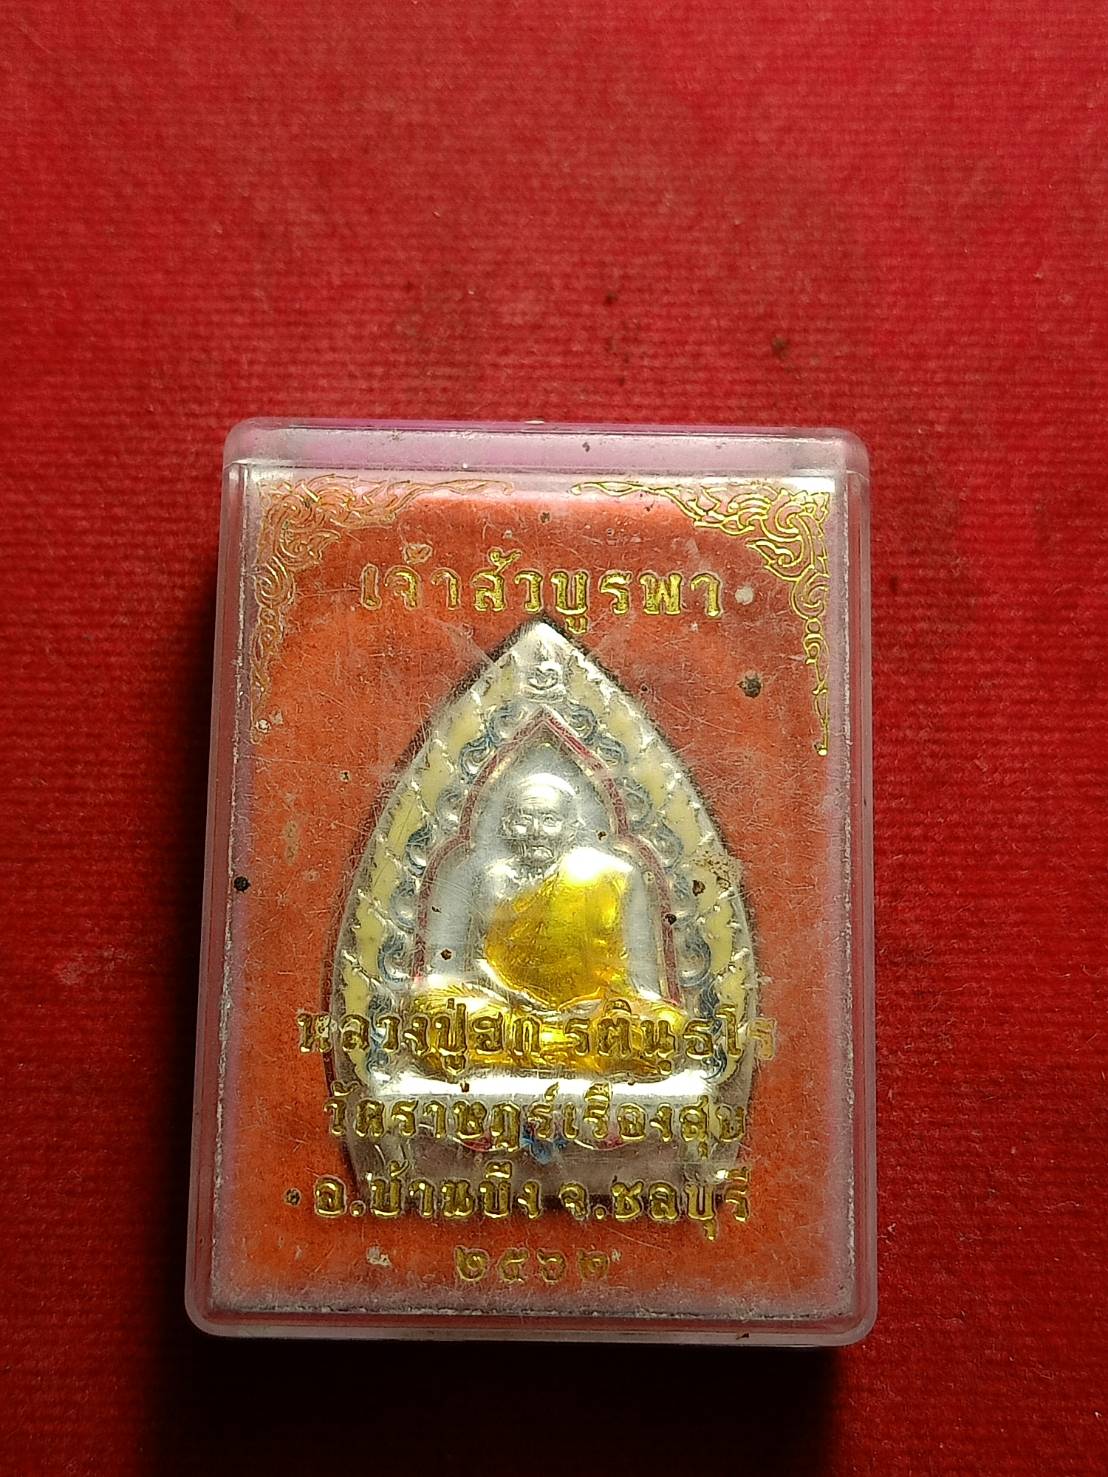 เจ้าสัวบูรพา
หลวงปู่ฮก รตินฺธโร
วัดราษฎร์เรืองสุข
อ.บ้านบึง จ.ชลบุรี
๒๕๖๒